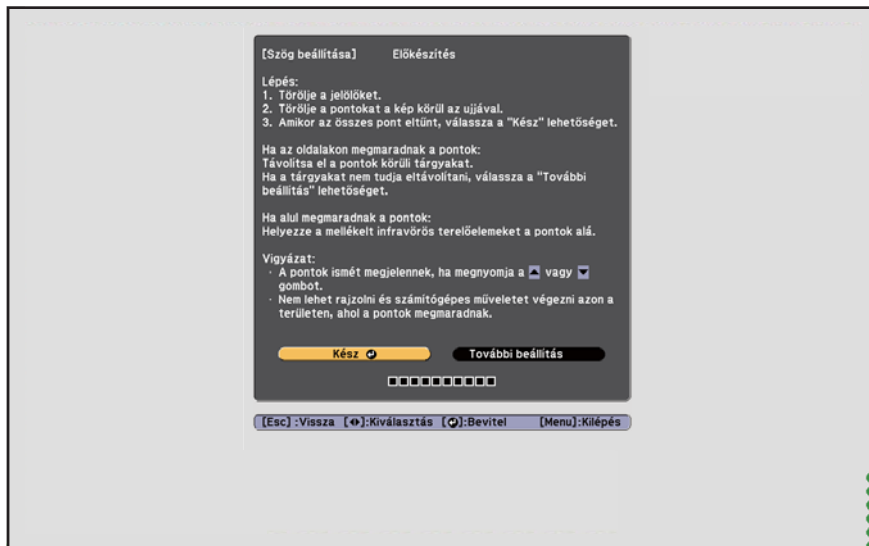 [Szög beállítása] Előkészítés
Lépés:
1. Törölje a jelölőket.
2. Törölje a pontokat a kép körül az ujjával.
3. Amikor az összes pont eltűnt, válassza a "Kész" lehetőséget.
Ha az oldalakon megmaradnak a pontok:
Távolítsa el a pontok körüli tárgyakat.
Ha a tárgyakat nem tudja eltávolítani, válassza a "További
beállítás" lehetőséget.
Ha alul megmaradnak a pontok:
Helyezze a mellékelt infravörös terelőelemeket a pontok alá.
Vigyázat:
· A pontok ismét megjelennek, ha megnyomja a ▲ vagy ▼
gombot.
· Nem lehet rajzolni és számítógépes műveletet végezni azon a
területen, ahol a pontok megmaradnak.
Kész További beállítás
[Esc] :Vissza [◆]:Kiválasztás [⏎]:Bevitel [Menu]:Kilépés